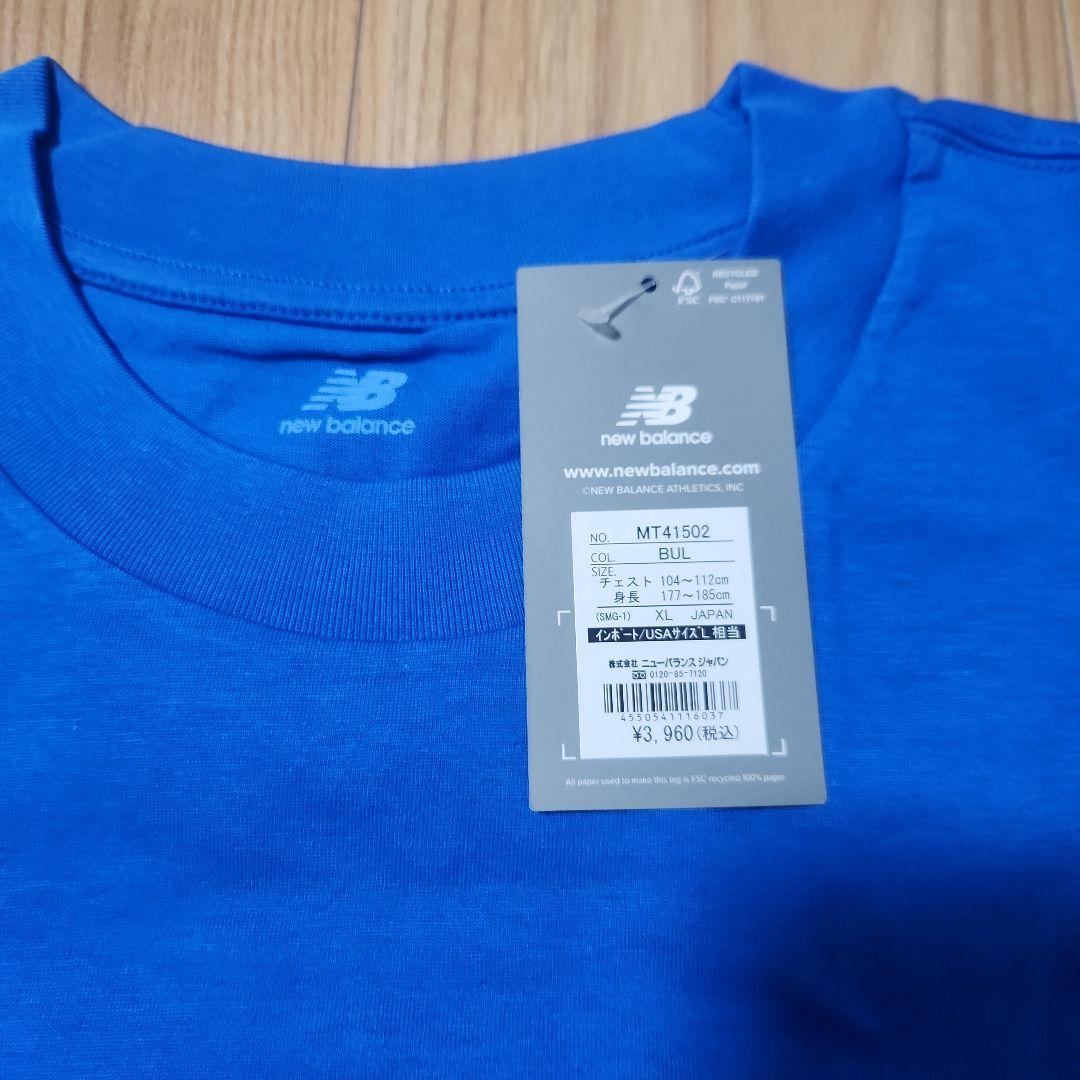 NB
new balance
FSC
RECYCLED
Paper
FSC® C117781
NB
new balance
www.newbalance.com
©NEW BALANCE ATHLETICS, INC
NO. MT41502
COL. BUL
SIZE.
チェスト 104～112cm
身長 177～185cm
(SMG-1) XL JAPAN
インポート/USAサイズL 相当
株式会社 ニューバランス ジャパン
0120-85-7120
4550541116037
¥3,960(税込)
All paper used to make this tag is FSC recycled 100% paper